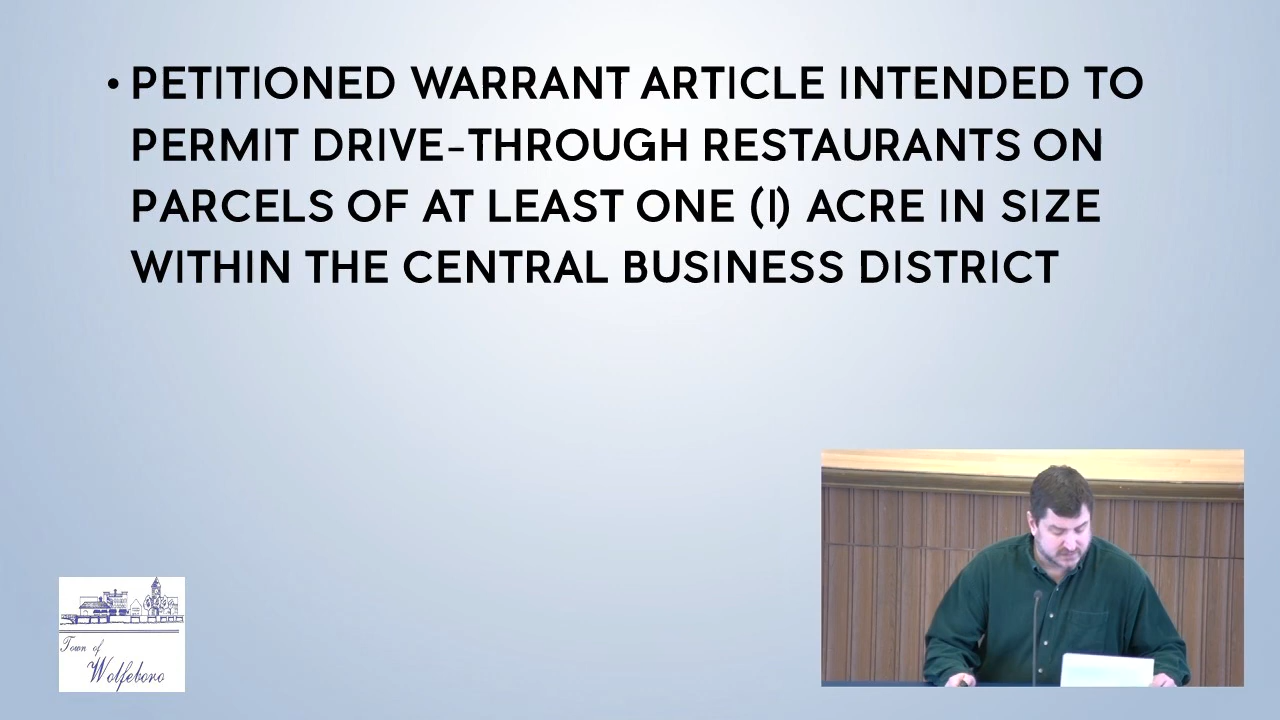 • PETITIONED WARRANT ARTICLE INTENDED TO
PERMIT DRIVE-THROUGH RESTAURANTS ON
PARCELS OF AT LEAST ONE (1) ACRE IN SIZE
WITHIN THE CENTRAL BUSINESS DISTRICT
Town of
Wolfeboro